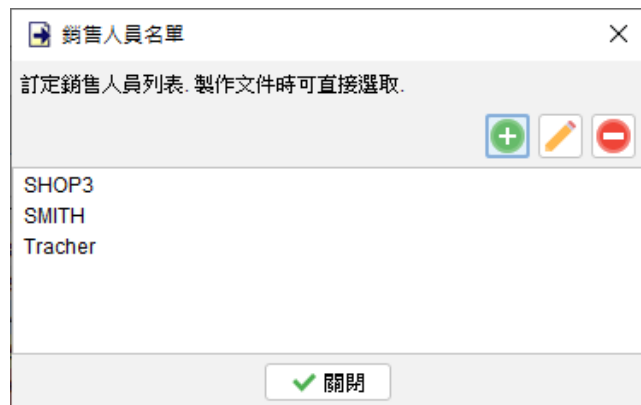 銷售人員名單
訂定銷售人員列表. 製作文件時可直接選取.
SHOP3
SMITH
Tracher
關閉